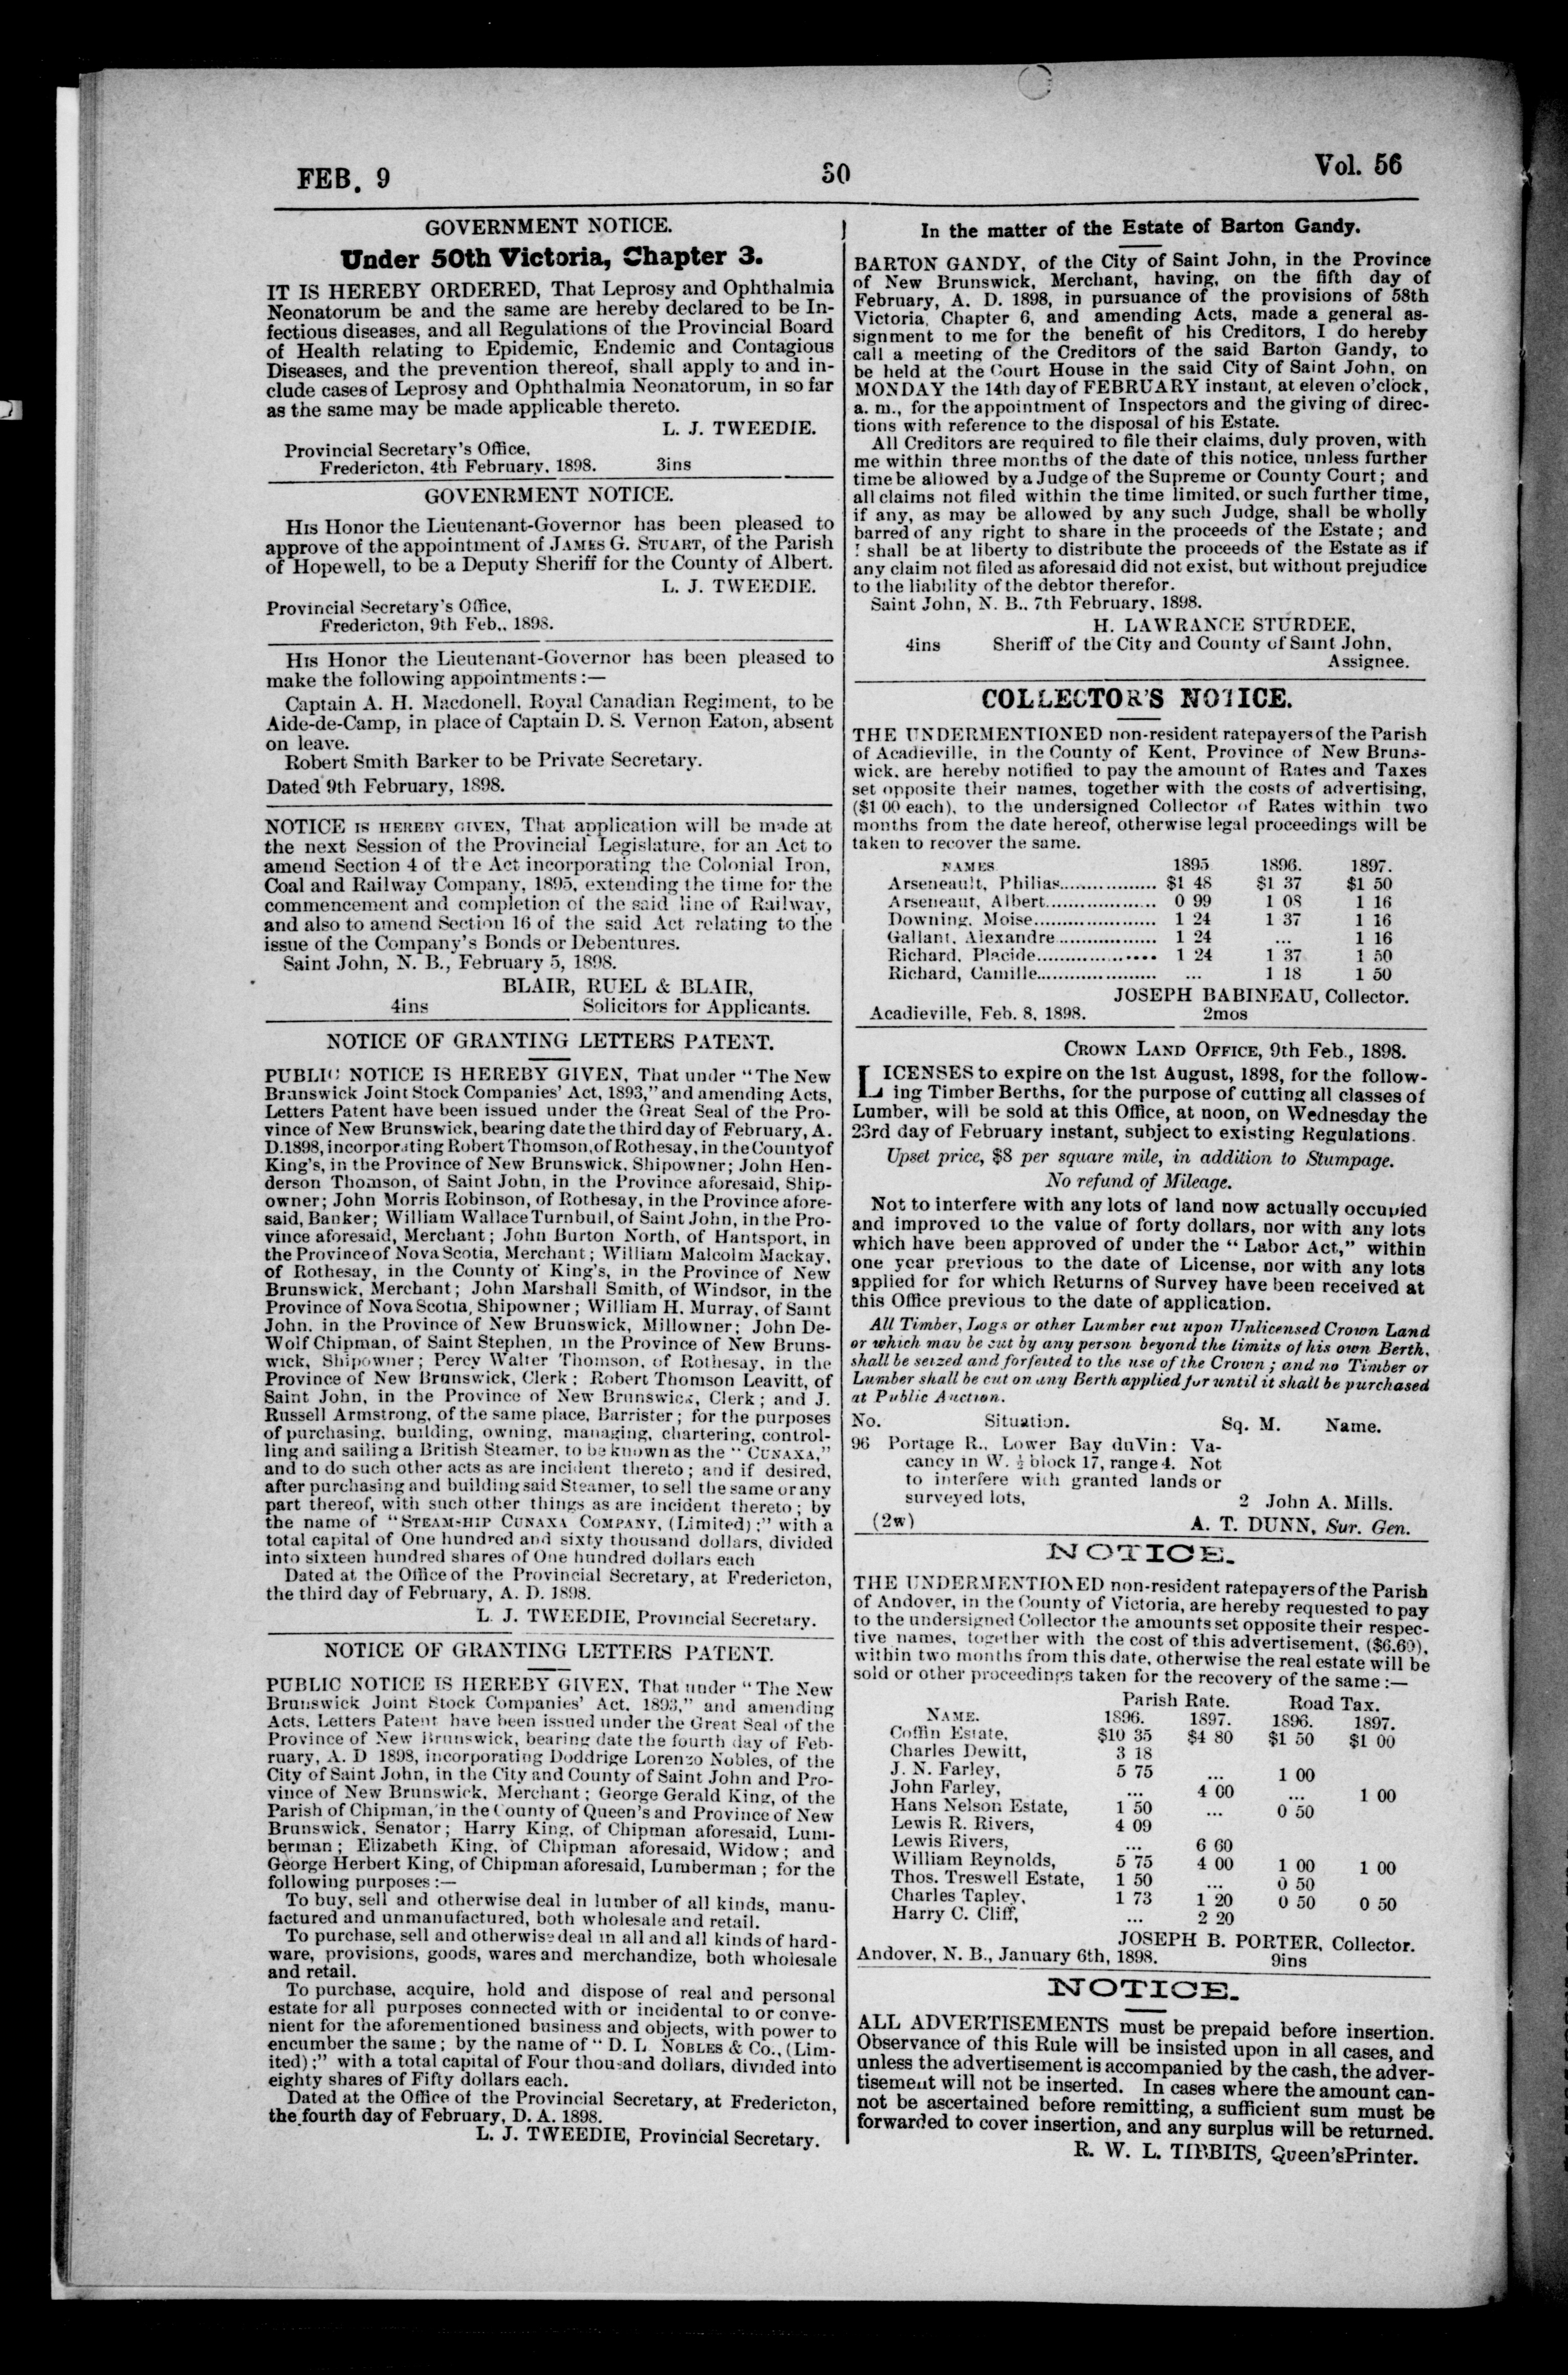 FEB. 9
30
Vol. 56
GOVERNMENT NOTICE.
Under 50th Victoria, Chapter 3.
IT IS HEREBY ORDERED, That Leprosy and Ophthalmia
Neonatorum be and the same are hereby declared to be In-
fectious diseases, and all Regulations of the Provincial Board
of Health relating to Epidemic, Endemic and Contagious
Diseases, and the prevention thereof, shall apply to and in-
clude cases of Leprosy and Ophthalmia Neonatorum, in so far
as the same may be made applicable thereto.
L. J. TWEEDIE.
Provincial Secretary's Office,
Fredericton, 4th February, 1898. 3ins
GOVENRMENT NOTICE.
His Honor the Lieutenant-Governor has been pleased to
approve of the appointment of James G. Stuart, of the Parish
of Hopewell, to be a Deputy Sheriff for the County of Albert.
L. J. TWEEDIE.
Provincial Secretary's Office,
Fredericton, 9th Feb., 1898.
His Honor the Lieutenant-Governor has been pleased to
make the following appointments:—
Captain A. H. Macdonell, Royal Canadian Regiment, to be
Aide-de-Camp, in place of Captain D. S. Vernon Eaton, absent
on leave.
Robert Smith Barker to be Private Secretary.
Dated 9th February, 1898.
NOTICE is hereby given, That application will be made at
the next Session of the Provincial Legislature, for an Act to
amend Section 4 of the Act incorporating the Colonial Iron,
Coal and Railway Company, 1895, extending the time for the
commencement and completion of the said line of Railway,
and also to amend Section 16 of the said Act relating to the
issue of the Company's Bonds or Debentures.
Saint John, N. B., February 5, 1898.
BLAIR, RUEL & BLAIR,
4ins Solicitors for Applicants.
NOTICE OF GRANTING LETTERS PATENT.
PUBLIC NOTICE IS HEREBY GIVEN, That under "The New
Brunswick Joint Stock Companies' Act, 1893," and amending Acts,
Letters Patent have been issued under the Great Seal of the Pro-
vince of New Brunswick, bearing date the third day of February, A.
D. 1898, incorporating Robert Thomson, of Rothesay, in the County of
King's, in the Province of New Brunswick, Shipowner; John Hen-
derson Thomson, of Saint John, in the Province aforesaid, Ship-
owner; John Morris Robinson, of Rothesay, in the Province afore-
said, Banker; William Wallace Turnbull, of Saint John, in the Pro-
vince aforesaid, Merchant; John Burton North, of Hantsport, in
the Province of Nova Scotia, Merchant; William Malcolm Mackay,
of Rothesay, in the County of King's, in the Province of New
Brunswick, Merchant; John Marshall Smith, of Windsor, in the
Province of Nova Scotia, Shipowner; William H. Murray, of Saint
John, in the Province of New Brunswick, Millowner; John De-
Wolf Chipman, of Saint Stephen, in the Province of New Bruns-
wick, Shipowner; Percy Walter Thomson, of Rothesay, in the
Province of New Brunswick, Clerk; Robert Thomson Leavitt, of
Saint John, in the Province of New Brunswick, Clerk; and J.
Russell Armstrong, of the same place, Barrister; for the purposes
of purchasing, building, owning, managing, chartering, control-
ling and sailing a British Steamer, to be known as the "Cunaxa,"
and to do such other acts as are incident thereto; and if desired,
after purchasing and building said Steamer, to sell the same or any
part thereof, with such other things as are incident thereto; by
the name of "Steam-hip Cunaxa Company, (Limited);" with a
total capital of One hundred and sixty thousand dollars, divided
into sixteen hundred shares of One hundred dollars each
Dated at the Office of the Provincial Secretary, at Fredericton,
the third day of February, A. D. 1898.
L. J. TWEEDIE, Provincial Secretary.
NOTICE OF GRANTING LETTERS PATENT.
PUBLIC NOTICE IS HEREBY GIVEN, That under "The New
Brunswick Joint Stock Companies' Act, 1893," and amending
Acts, Letters Patent have been issued under the Great Seal of the
Province of New Brunswick, bearing date the fourth day of Feb-
ruary, A. D 1898, incorporating Doddrige Lorenzo Nobles, of the
City of Saint John, in the City and County of Saint John and Pro-
vince of New Brunswick, Merchant; George Gerald King, of the
Parish of Chipman, in the County of Queen's and Province of New
Brunswick, Senator; Harry King, of Chipman aforesaid, Lum-
berman; Elizabeth King, of Chipman aforesaid, Widow; and
George Herbert King, of Chipman aforesaid, Lumberman; for the
following purposes:—
To buy, sell and otherwise deal in lumber of all kinds, manu-
factured and unmanufactured, both wholesale and retail.
To purchase, sell and otherwise deal in all and all kinds of hard-
ware, provisions, goods, wares and merchandize, both wholesale
and retail.
To purchase, acquire, hold and dispose of real and personal
estate for all purposes connected with or incidental to or conve-
nient for the aforementioned business and objects, with power to
encumber the same; by the name of "D. L Nobles & Co., (Lim-
ited);" with a total capital of Four thousand dollars, divided into
eighty shares of Fifty dollars each.
Dated at the Office of the Provincial Secretary, at Fredericton,
the fourth day of February, D. A. 1898.
L. J. TWEEDIE, Provincial Secretary.
In the matter of the Estate of Barton Gandy.
BARTON GANDY, of the City of Saint John, in the Province
of New Brunswick, Merchant, having, on the fifth day of
February, A. D. 1898, in pursuance of the provisions of 58th
Victoria, Chapter 6, and amending Acts, made a general as-
signment to me for the benefit of his Creditors, I do hereby
call a meeting of the Creditors of the said Barton Gandy, to
be held at the Court House in the said City of Saint John, on
MONDAY the 14th day of FEBRUARY instant, at eleven o'clock,
a. m., for the appointment of Inspectors and the giving of direc-
tions with reference to the disposal of his Estate.
All Creditors are required to file their claims, duly proven, with
me within three months of the date of this notice, unless further
time be allowed by a Judge of the Supreme or County Court; and
all claims not filed within the time limited, or such further time,
if any, as may be allowed by any such Judge, shall be wholly
barred of any right to share in the proceeds of the Estate; and
I shall be at liberty to distribute the proceeds of the Estate as if
any claim not filed as aforesaid did not exist, but without prejudice
to the liability of the debtor therefor.
Saint John, N. B., 7th February, 1898.
H. LAWRANCE STURDEE,
4ins Sheriff of the City and County of Saint John,
Assignee.
COLLECTOR'S NOTICE.
THE UNDERMENTIONED non-resident ratepayers of the Parish
of Acadieville, in the County of Kent, Province of New Bruns-
wick, are hereby notified to pay the amount of Rates and Taxes
set opposite their names, together with the costs of advertising,
($1 00 each), to the undersigned Collector of Rates within two
months from the date hereof, otherwise legal proceedings will be
taken to recover the same.
NAMES 1895 1896. 1897.
Arseneault, Philias.................. $1 48 $1 37 $1 50
Arseneaut, Albert................... 0 99 1 08 1 16
Downing, Moise...................... 1 24 1 37 1 16
Gallant, Alexandre.................. 1 24 ... 1 16
Richard, Placide..................... 1 24 1 37 1 50
Richard, Camille..................... ... 1 18 1 50
JOSEPH BABINEAU, Collector.
Acadieville, Feb. 8, 1898. 2mos
Crown Land Office, 9th Feb., 1898.
LICENSES to expire on the 1st August, 1898, for the follow-
ing Timber Berths, for the purpose of cutting all classes of
Lumber, will be sold at this Office, at noon, on Wednesday the
23rd day of February instant, subject to existing Regulations.
Upset price, $8 per square mile, in addition to Stumpage.
No refund of Mileage.
Not to interfere with any lots of land now actually occupied
and improved to the value of forty dollars, nor with any lots
which have been approved of under the "Labor Act," within
one year previous to the date of License, nor with any lots
applied for for which Returns of Survey have been received at
this Office previous to the date of application.
All Timber, Logs or other Lumber cut upon Unlicensed Crown Land
or which may be cut by any person beyond the limits of his own Berth,
shall be seized and forfeited to the use of the Crown; and no Timber or
Lumber shall be cut on any Berth applied for until it shall be purchased
at Public Auction.
No. Situation. Sq. M. Name.
96 Portage R., Lower Bay duVin: Va-
cancy in W. ½ block 17, range 4. Not
to interfere with granted lands or
surveyed lots, 2 John A. Mills.
(2w) A. T. DUNN, Sur. Gen.
NOTICE.
THE UNDERMENTIONED non-resident ratepayers of the Parish
of Andover, in the County of Victoria, are hereby requested to pay
to the undersigned Collector the amounts set opposite their respec-
tive names, together with the cost of this advertisement, ($6.60),
within two months from this date, otherwise the real estate will be
sold or other proceedings taken for the recovery of the same:—
Parish Rate. Road Tax.
Name. 1896. 1897. 1896. 1897.
Coffin Estate, $10 35 $4 80 $1 50 $1 00
Charles Dewitt, 3 18
J. N. Farley, 5 75 ... 1 00
John Farley, ... 4 00 ... 1 00
Hans Nelson Estate, 1 50 ... 0 50
Lewis R. Rivers, 4 09
Lewis Rivers, ... 6 60
William Reynolds, 5 75 4 00 1 00 1 00
Thos. Treswell Estate, 1 50 ... 0 50
Charles Tapley, 1 73 1 20 0 50 0 50
Harry C. Cliff, ... 2 20
JOSEPH B. PORTER, Collector.
Andover, N. B., January 6th, 1898. 9ins
NOTICE.
ALL ADVERTISEMENTS must be prepaid before insertion.
Observance of this Rule will be insisted upon in all cases, and
unless the advertisement is accompanied by the cash, the adver-
tisement will not be inserted. In cases where the amount can-
not be ascertained before remitting, a sufficient sum must be
forwarded to cover insertion, and any surplus will be returned.
R. W. L. TIBBITS, Queen's Printer.